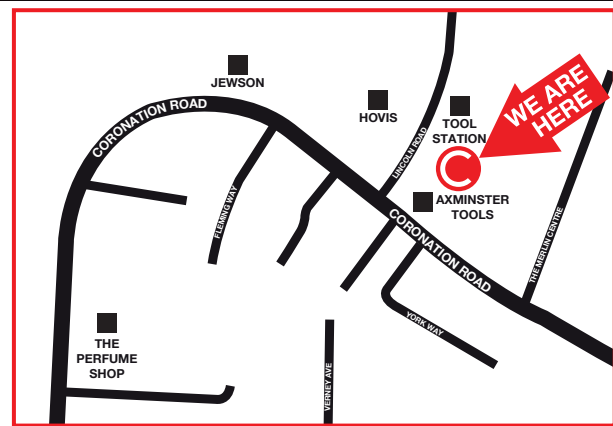 JEWSON
CORONATION ROAD
HOVIS
LINCOLN ROAD
TOOL
STATION
WE ARE
HERE
C
AXMINSTER
TOOLS
FLEMING WAY
CORONATION ROAD
THE MERLIN CENTRE
YORK WAY
THE
PERFUME
SHOP
VERNEY AVE